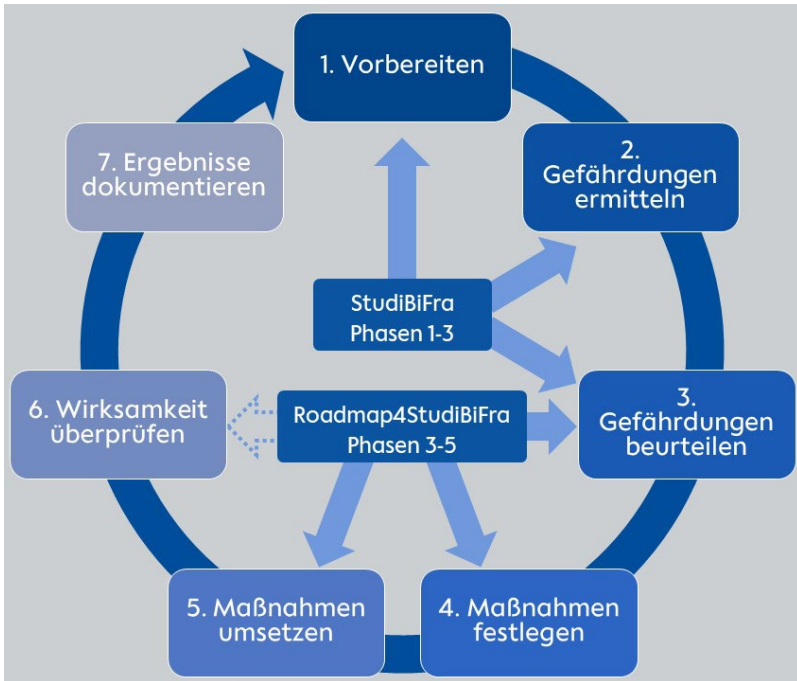 1. Vorbereiten
2.
Gefährdungen
ermitteln
3.
Gefährdungen
beurteilen
4. Maßnahmen
festlegen
5. Maßnahmen
umsetzen
6. Wirksamkeit
überprüfen
7. Ergebnisse
dokumentieren
StudiBiFra
Phasen 1-3
Roadmap4StudiBiFra
Phasen 3-5